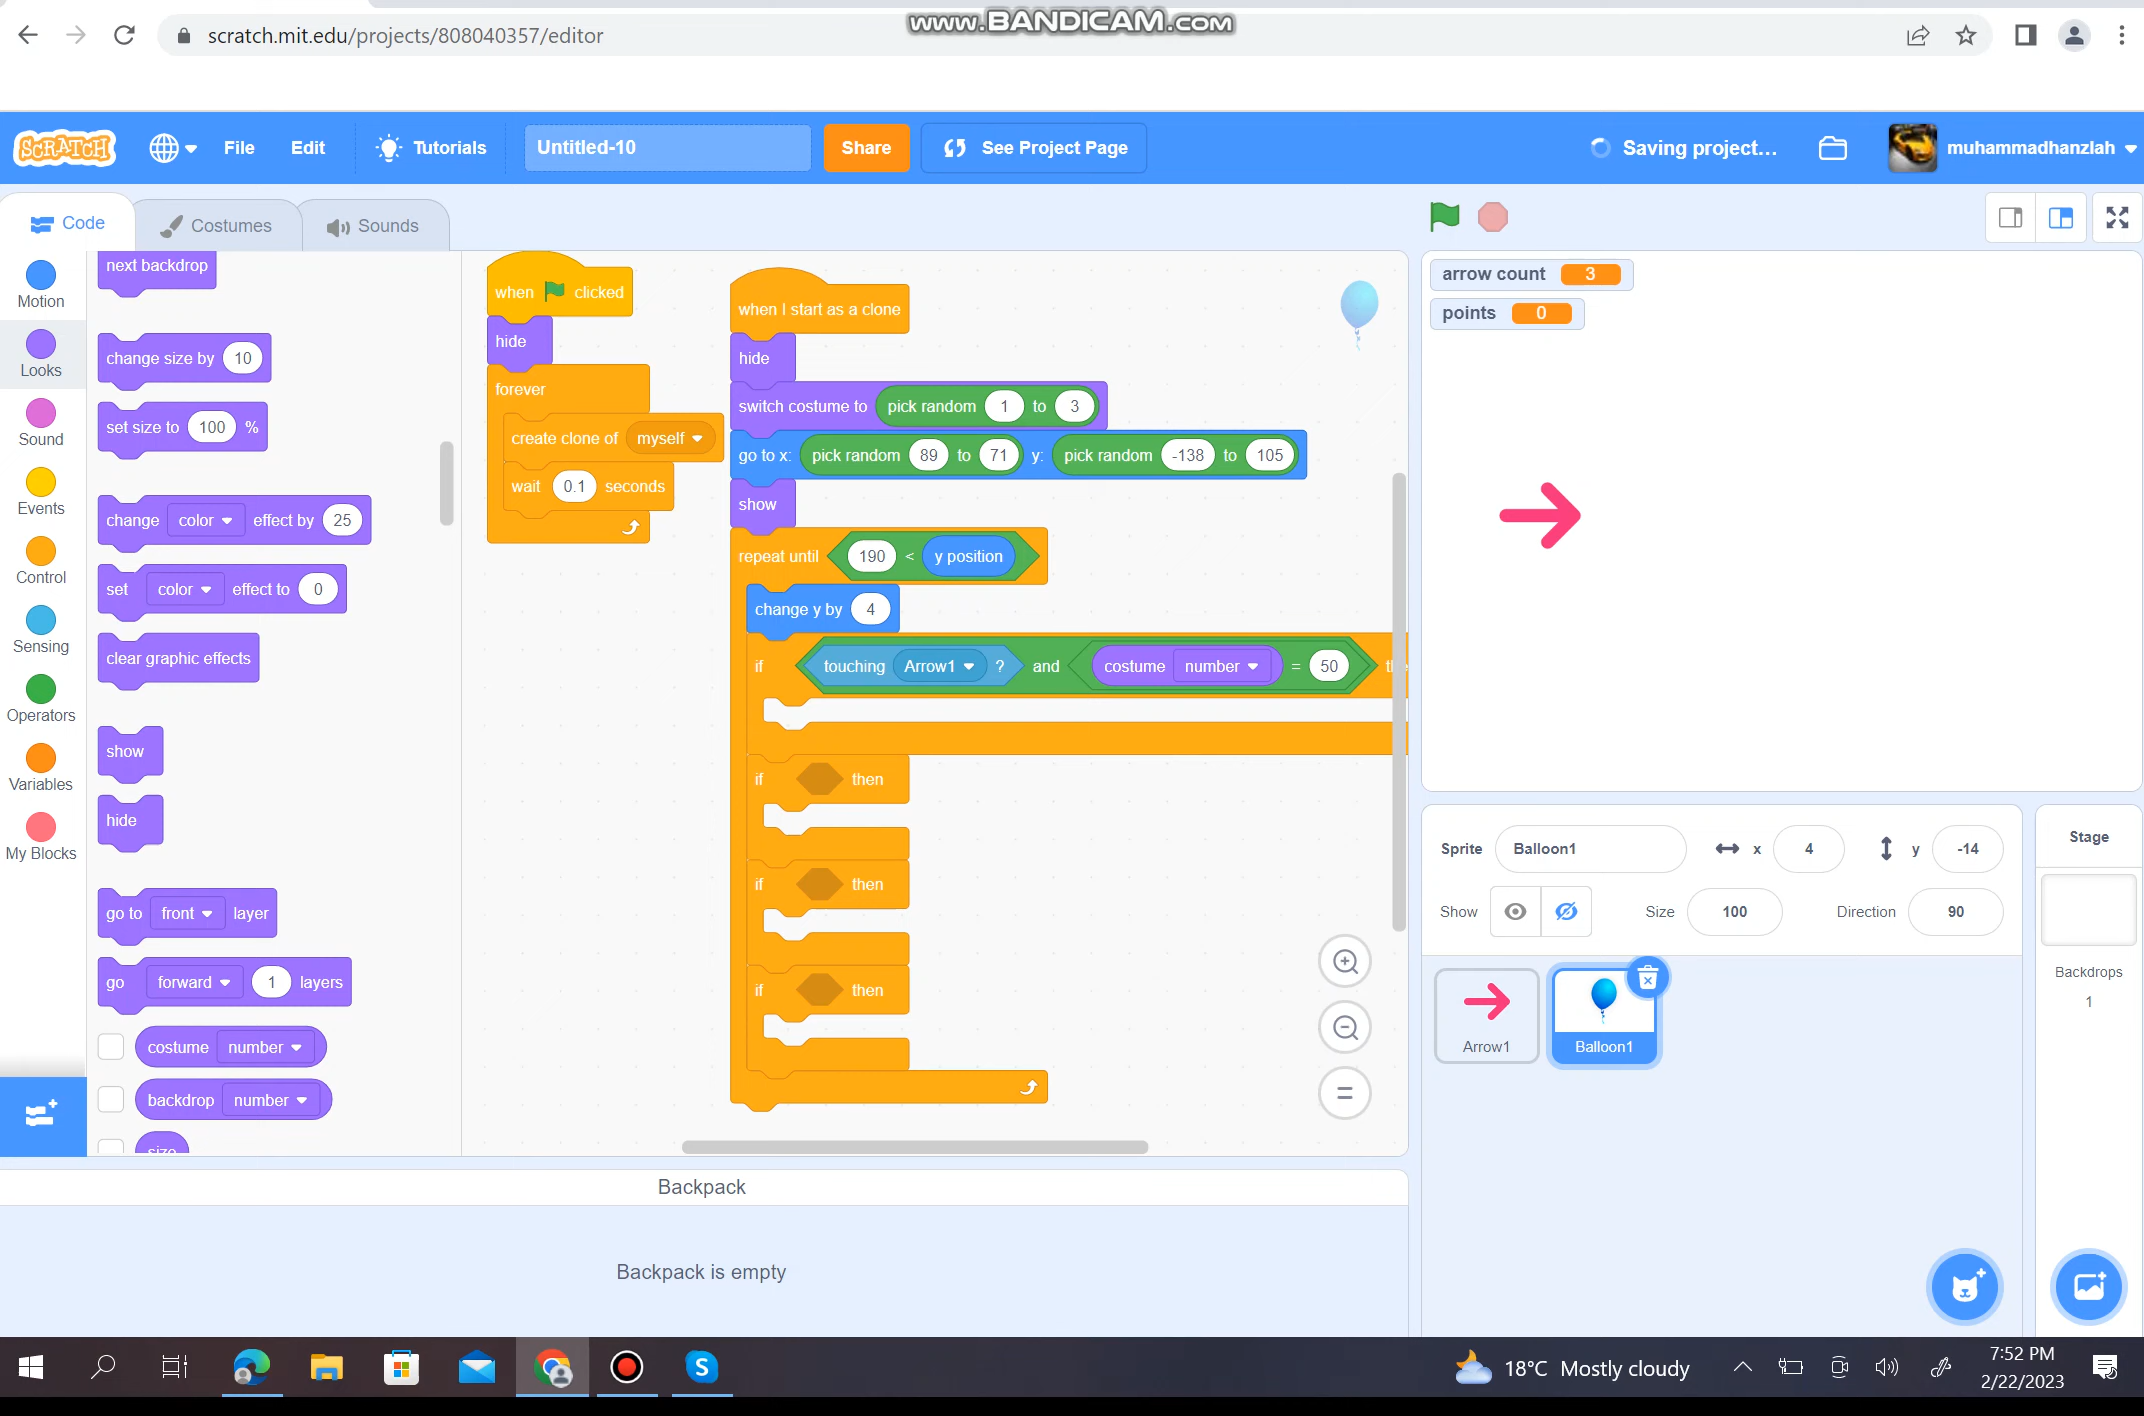 www.BANDICAM.com
scratch.mit.edu/projects/808040357/editor
SCRATCH
File
Edit
Tutorials
Untitled-10
Share
See Project Page
Saving project...
muhammadhanzlah
Code
Costumes
Sounds
Motion
Looks
Sound
Events
Control
Sensing
Operators
Variables
My Blocks
next backdrop
change size by 10
set size to 100 %
change color effect by 25
set color effect to 0
clear graphic effects
show
hide
go to front layer
go forward 1 layers
costume number
backdrop number
size
when clicked
hide
forever
create clone of myself
wait 0.1 seconds
when I start as a clone
hide
switch costume to pick random 1 to 3
go to x: pick random 89 to 71 y: pick random -138 to 105
show
repeat until 190 < y position
change y by 4
if touching Arrow1 ? and costume number = 50 the
if then
if then
if then
arrow count 3
points 0
Sprite Balloon1 x 4 y -14
Show Size 100 Direction 90
Arrow1
Balloon1
Stage
Backdrops
1
Backpack
Backpack is empty
18°C Mostly cloudy
7:52 PM
2/22/2023